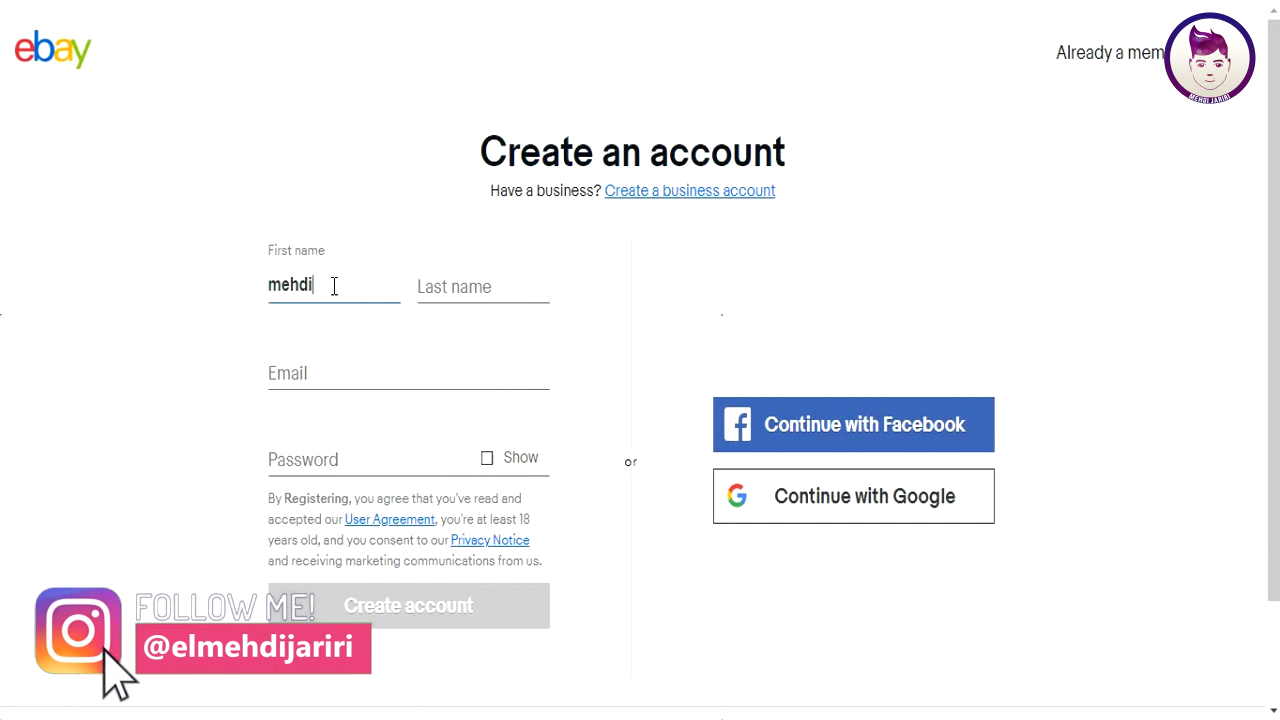 ebay
Already a mem
MEHDI JARIRI
Create an account
Have a business? Create a business account
First name
mehdi
Last name
Email
Password
Show
By Registering, you agree that you've read and
accepted our User Agreement, you're at least 18
years old, and you consent to our Privacy Notice
and receiving marketing communications from us.
Create account
or
Continue with Facebook
Continue with Google
FOLLOW ME!
@elmehdijariri